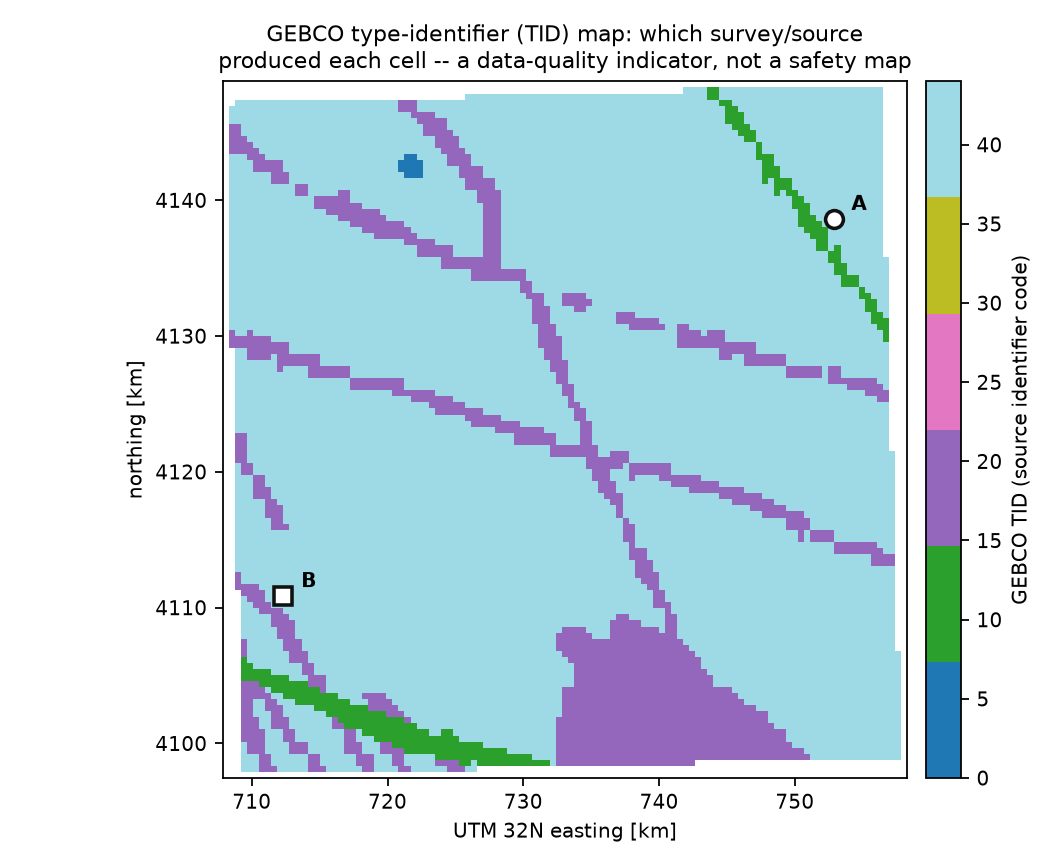 GEBCO type-identifier (TID) map: which survey/source
produced each cell -- a data-quality indicator, not a safety map
A
B
4140
4130
4120
4110
4100
northing [km]
710
720
730
740
750
UTM 32N easting [km]
40
35
30
25
20
15
10
5
0
GEBCO TID (source identifier code)